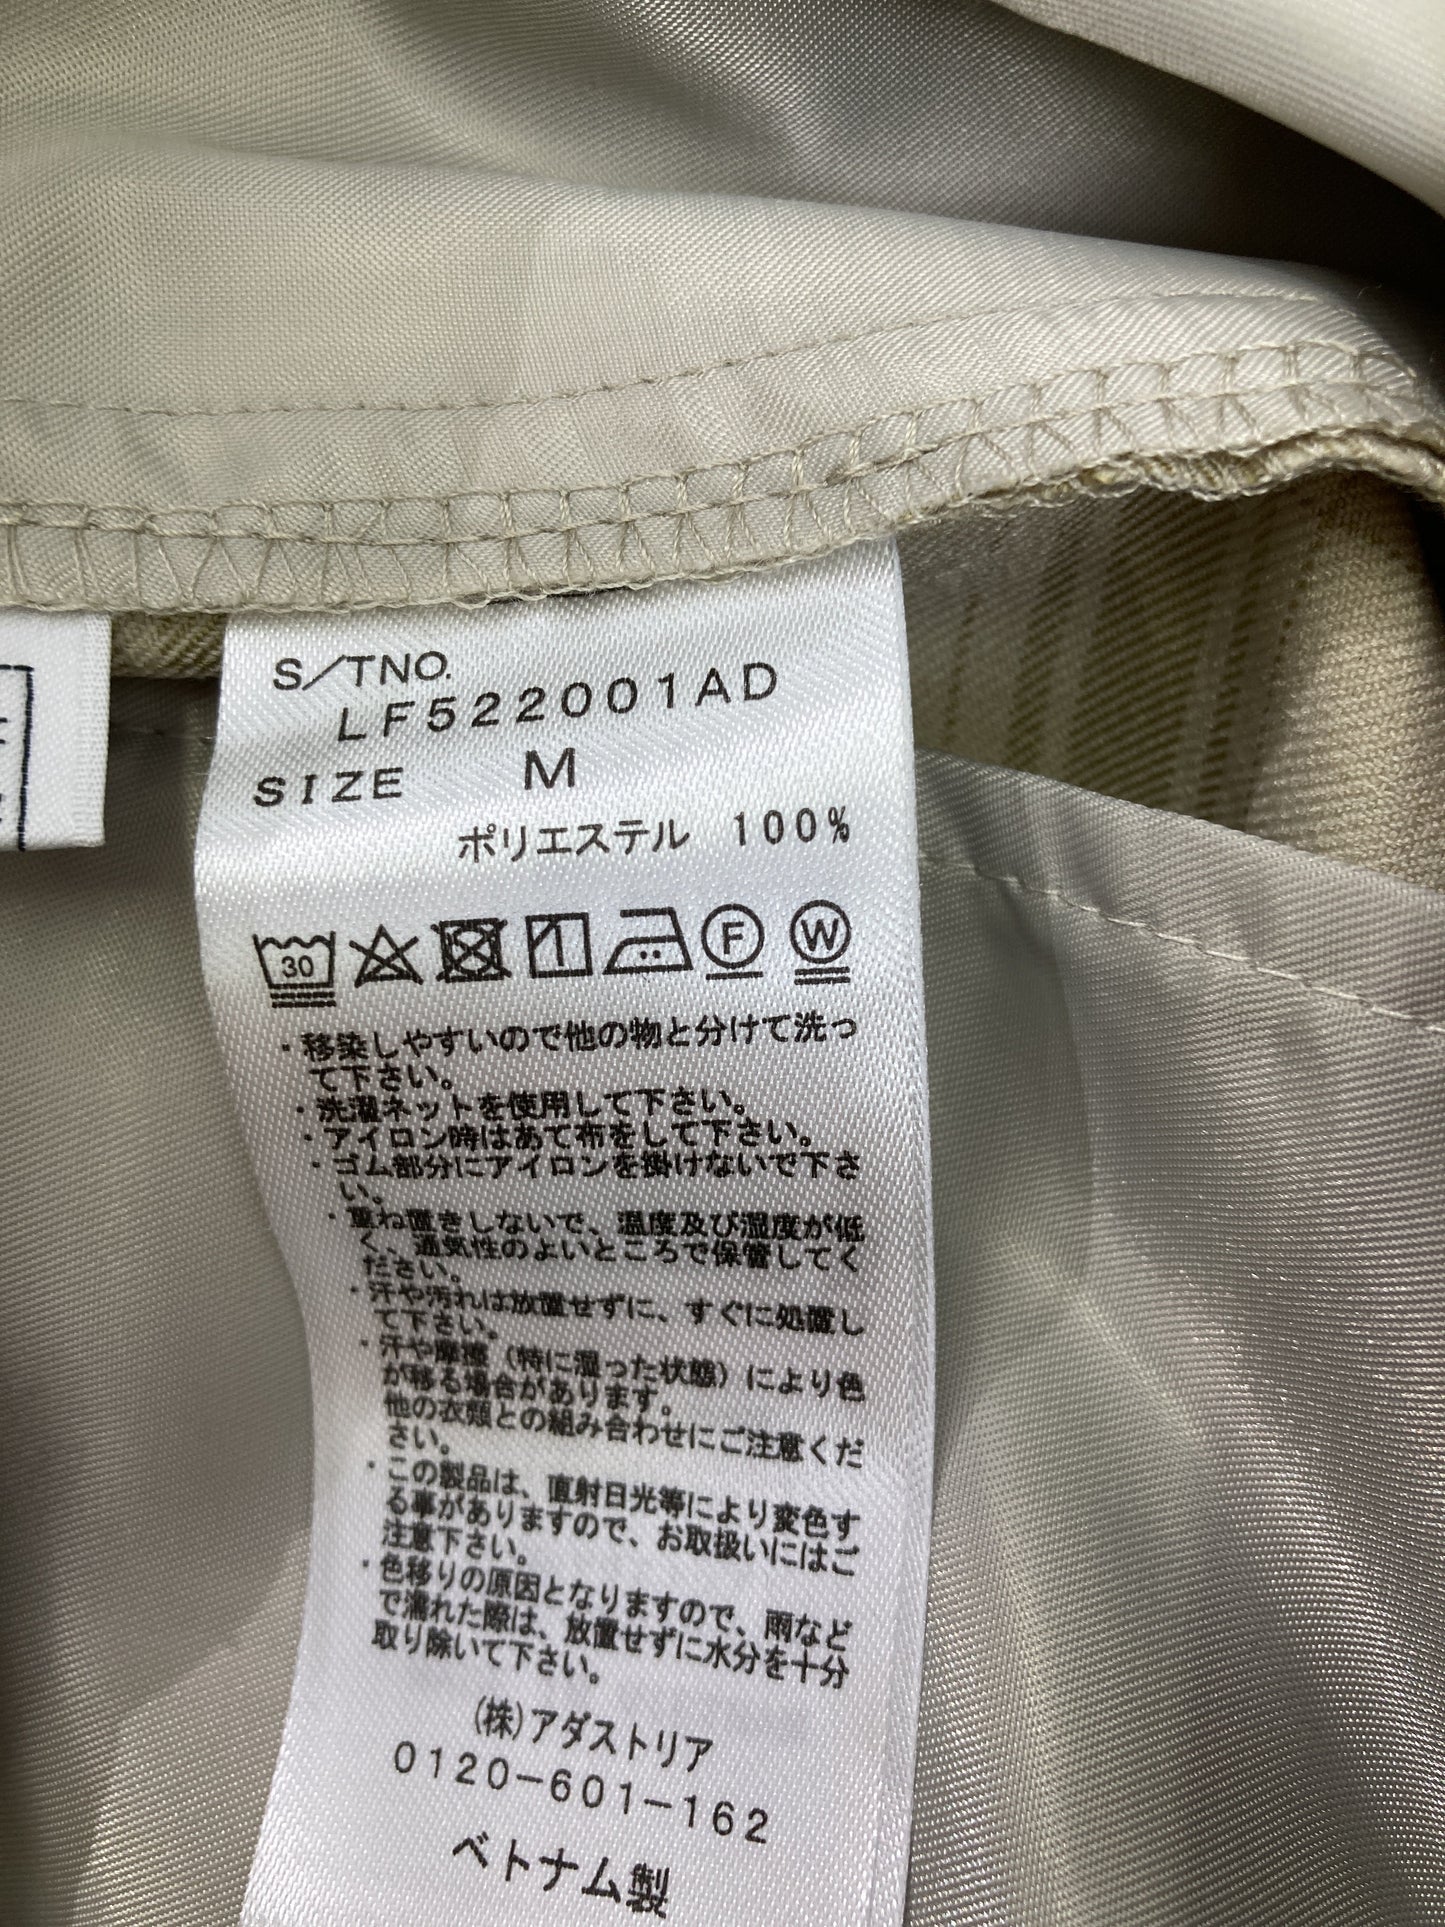 S/TNO.
LF522001AD
SIZE M
ポリエステル 100%
30
F
W
・移染しやすいので他の物と分けて洗っ
て下さい。
・洗濯ネットを使用して下さい。
・アイロン時はあて布をして下さい。
・ゴム部分にアイロンを掛けないで下さ
い。
・重ね置きしないで、温度及び湿度が低
く、通気性のよいところで保管してく
ださい。
・汗や汚れは放置せずに、すぐに処置し
て下さい。
・汗や摩擦（特に湿った状態）により色
が移る場合があります。
他の衣類との組み合わせにご注意くだ
さい。
・この製品は、直射日光等により変色す
る事がありますので、お取扱いにはご
注意下さい。
・色移りの原因となりますので、雨など
で濡れた際は、放置せずに水分を十分
取り除いて下さい。
(株)アダストリア
0120-601-162
ベトナム製